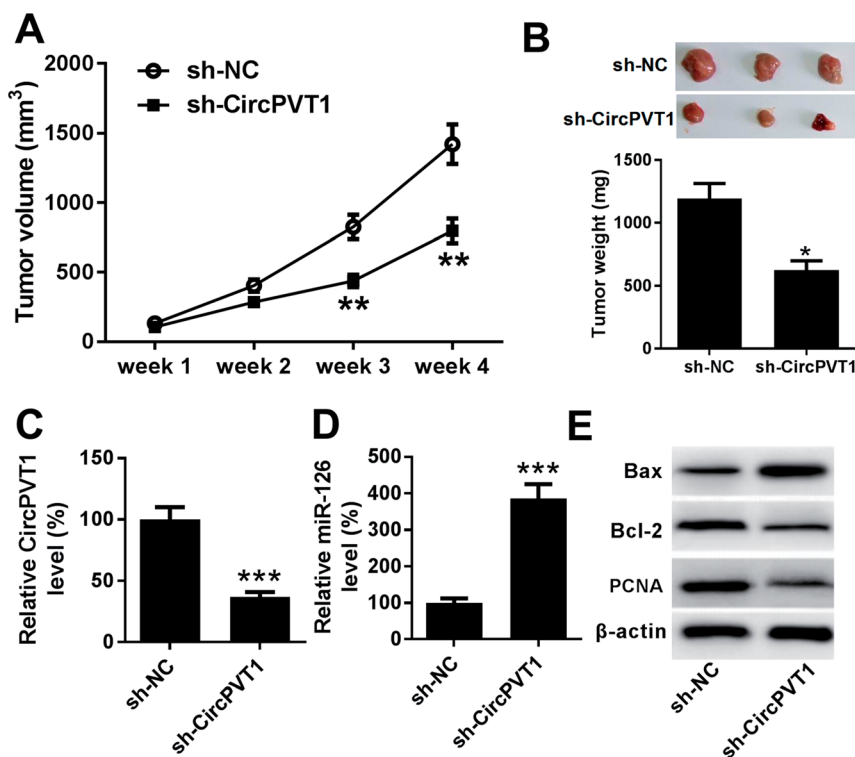 A
Tumor volume (mm³)
2000
1500
1000
500
0
sh-NC
sh-CircPVT1
**
**
week 1 week 2 week 3 week 4
B
sh-NC
sh-CircPVT1
Tumor weight (mg)
1500
1000
500
0
*
sh-NC sh-CircPVT1
C
Relative CircPVT1
level (%)
150
100
50
0
***
sh-NC
sh-CircPVT1
D
Relative miR-126
level (%)
500
400
300
200
100
0
***
sh-NC
sh-CircPVT1
E
Bax
Bcl-2
PCNA
β-actin
sh-NC
sh-CircPVT1